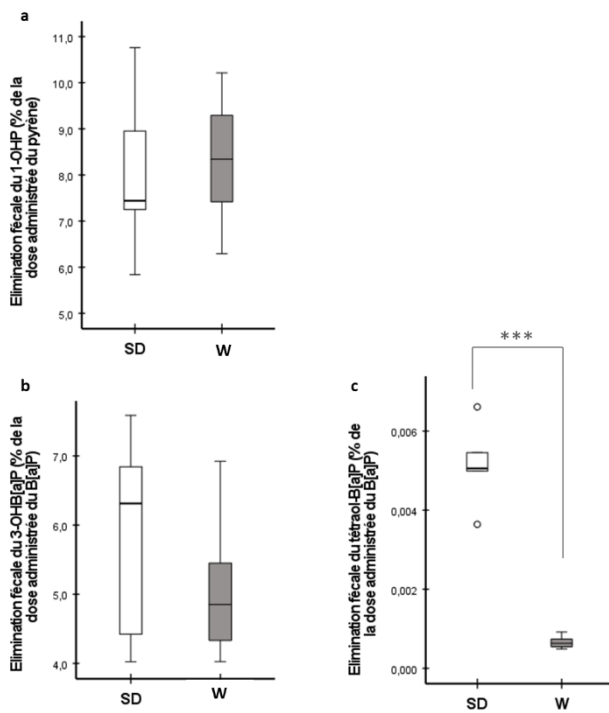 a
Elimination fécale du 1-OHP (% de la
dose administrée du pyrène)
11,0
9,0
8,0
7,0
6,0
5,0
SD
W
b
Elimination fécale du 3-OHB[a]P (% de la
dose administrée du B[a]P)
7,0
6,0
5,0
4,0
SD
W
c
***
Elimination fécale du tétraol-B[a]P (% de
la dose administrée du B[a]P)
0,006
0,004
0,002
0,000
SD
W